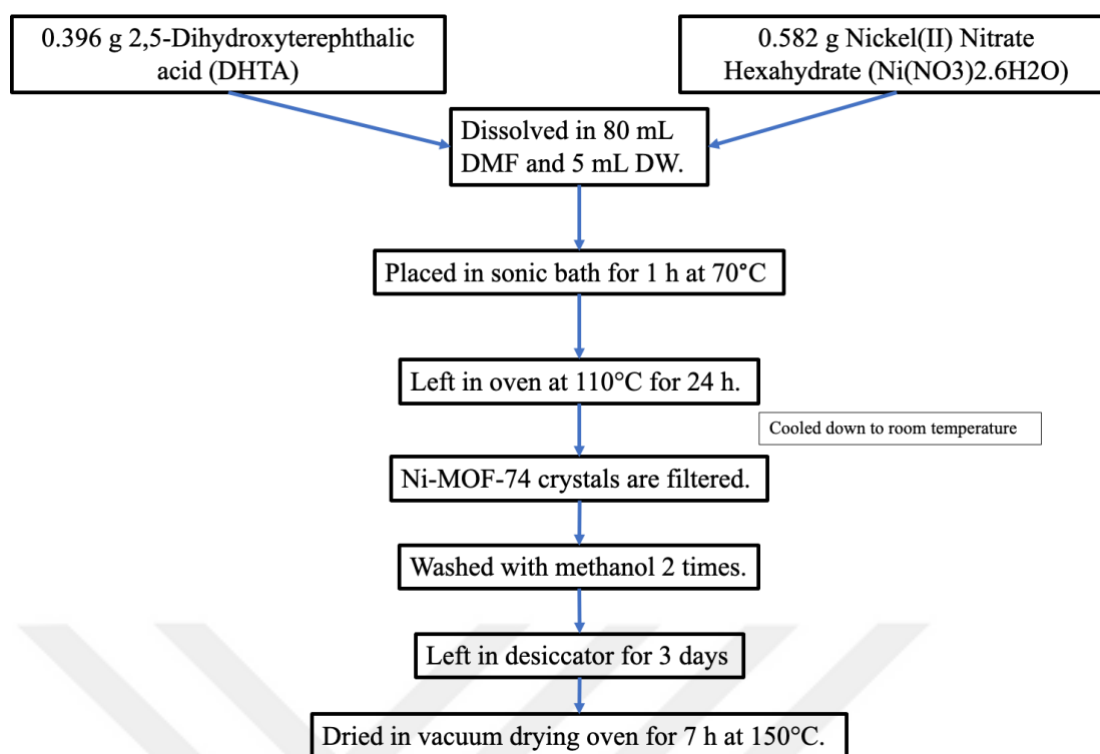 0.396 g 2,5-Dihydroxyterephthalic
acid (DHTA)
0.582 g Nickel(II) Nitrate
Hexahydrate (Ni(NO3)2.6H2O)
Dissolved in 80 mL
DMF and 5 mL DW.
Placed in sonic bath for 1 h at 70°C
Left in oven at 110°C for 24 h.
Cooled down to room temperature
Ni-MOF-74 crystals are filtered.
Washed with methanol 2 times.
Left in desiccator for 3 days
Dried in vacuum drying oven for 7 h at 150°C.